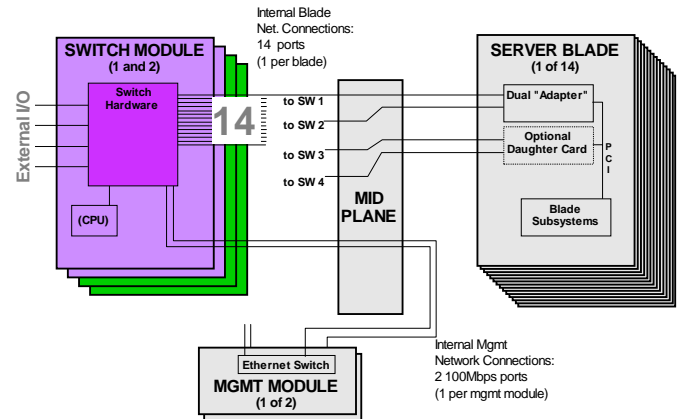 Internal Blade
Net. Connections:
14 ports
(1 per blade)
SWITCH MODULE
(1 and 2)
Switch
Hardware
External I/O
14
(CPU)
to SW 1
to SW 2
to SW 3
to SW 4
MID
PLANE
SERVER BLADE
(1 of 14)
Dual "Adapter"
Optional
Daughter Card
P
C
I
Blade
Subsystems
Internal Mgmt
Network Connections:
2 100Mbps ports
(1 per mgmt module)
Ethernet Switch
MGMT MODULE
(1 of 2)